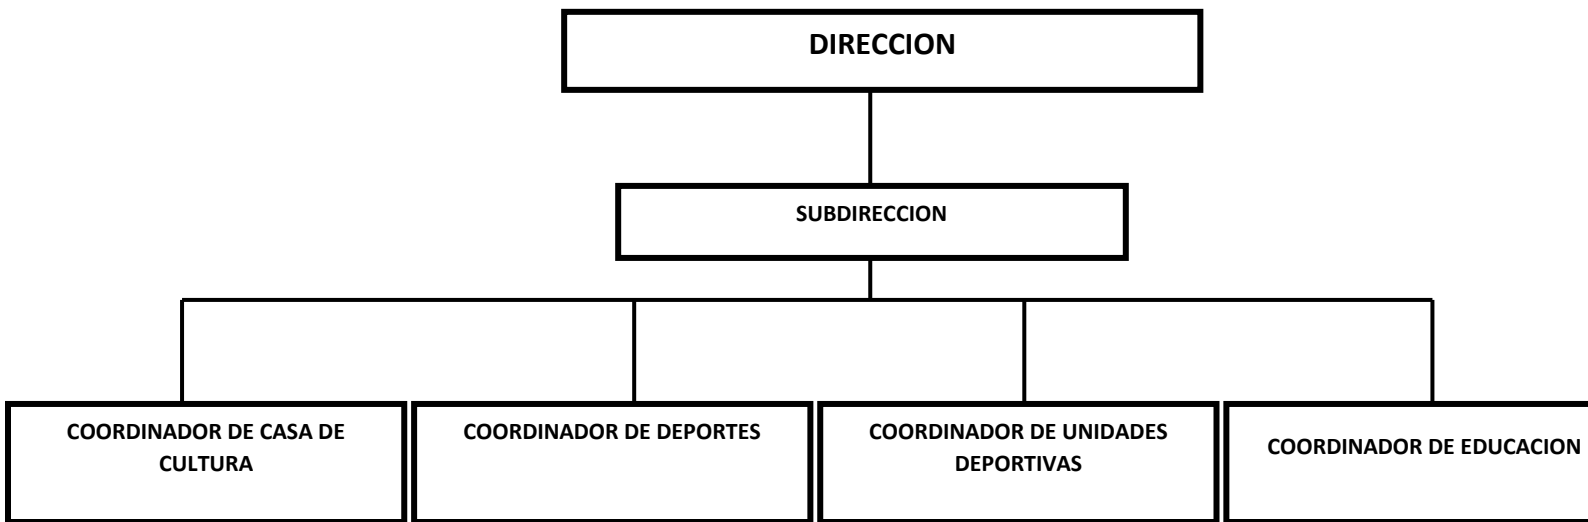 DIRECCION
SUBDIRECCION
COORDINADOR DE CASA DE
CULTURA
COORDINADOR DE DEPORTES
COORDINADOR DE UNIDADES
DEPORTIVAS
COORDINADOR DE EDUCACION